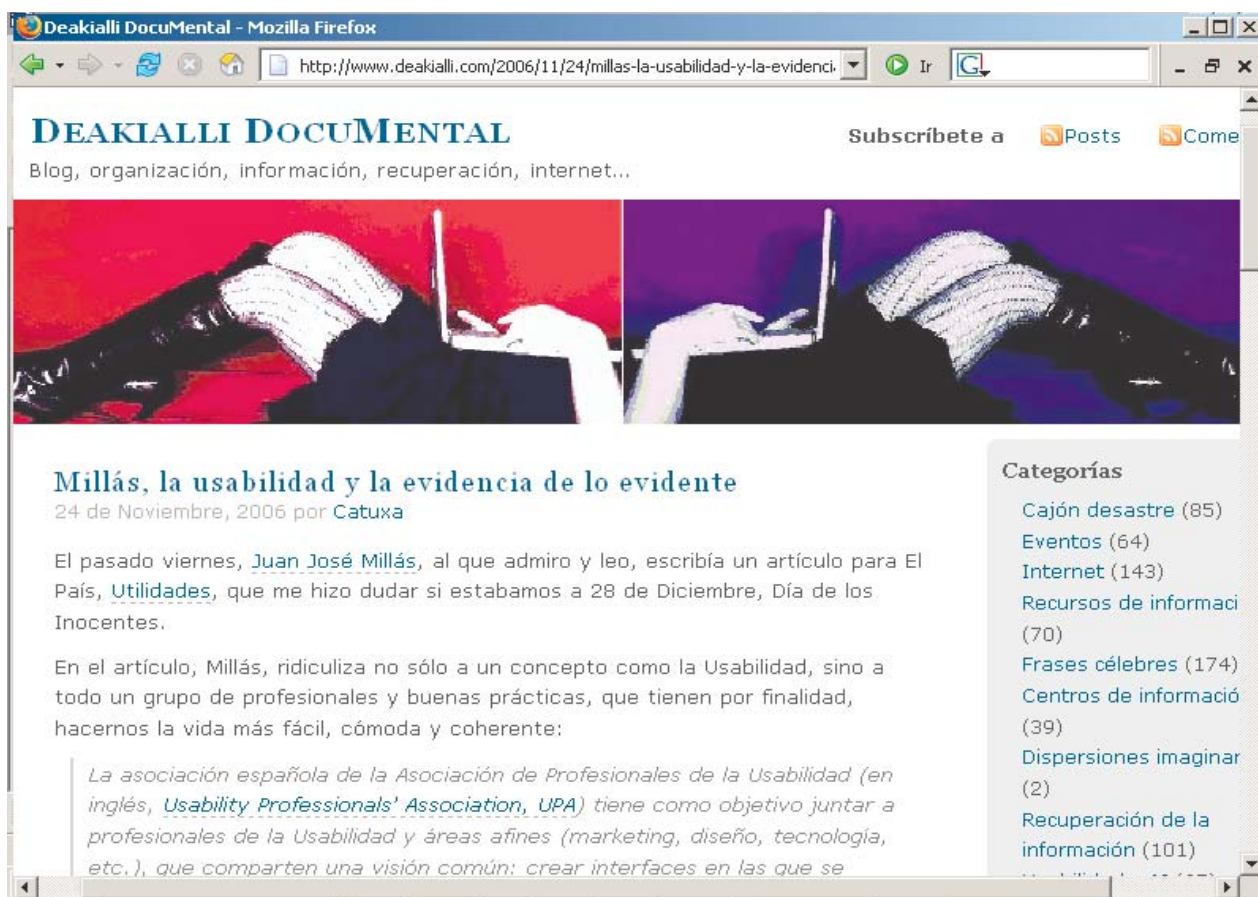 Deakialli DocuMental - Mozilla Firefox
http://www.deakialli.com/2006/11/24/millas-la-usabilidad-y-la-evidenci
Ir
G
DEAKIALLI DOCUMENTAL
Subscríbete a
Posts
Come
Blog, organización, información, recuperación, internet...
Millás, la usabilidad y la evidencia de lo evidente
24 de Noviembre, 2006 por Catuxa
El pasado viernes, Juan José Millás, al que admiro y leo, escribía un artículo para El
País, Utilidades, que me hizo dudar si estabamos a 28 de Diciembre, Día de los
Inocentes.
En el artículo, Millás, ridiculiza no sólo a un concepto como la Usabilidad, sino a
todo un grupo de profesionales y buenas prácticas, que tienen por finalidad,
hacernos la vida más fácil, cómoda y coherente:
La asociación española de la Asociación de Profesionales de la Usabilidad (en
inglés, Usability Professionals' Association, UPA) tiene como objetivo juntar a
profesionales de la Usabilidad y áreas afines (marketing, diseño, tecnología,
etc.), que comparten una visión común: crear interfaces en las que se
Categorías
Cajón desastre (85)
Eventos (64)
Internet (143)
Recursos de informaci
(70)
Frases célebres (174)
Centros de informació
(39)
Dispersiones imaginar
(2)
Recuperación de la
información (101)